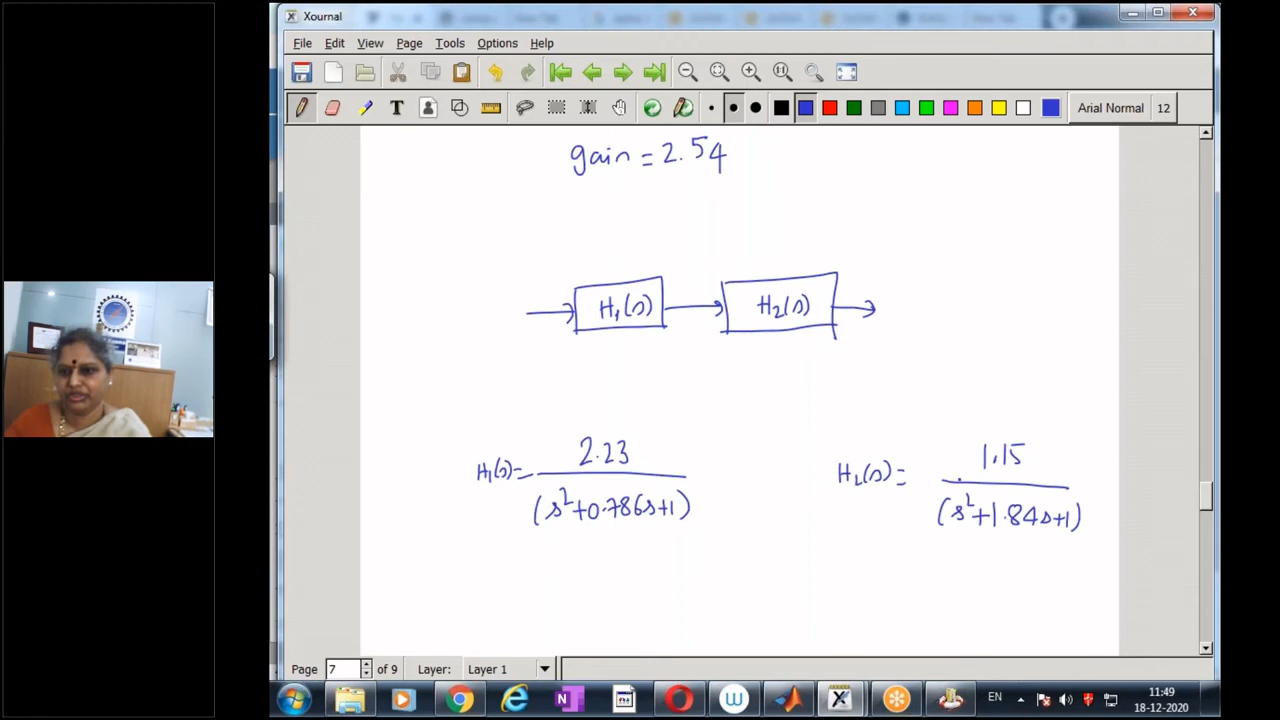 Xournal
File Edit View Page Tools Options Help
Arial Normal 12
gain = 2.54
H₁(s) H₂(s)
H₁(s) = 2.23 / (s²+0.786s+1)
H₂(s) = 1.15 / (s²+1.84s+1)
Page 7 of 9 Layer: Layer 1
EN 11:49
18-12-2020